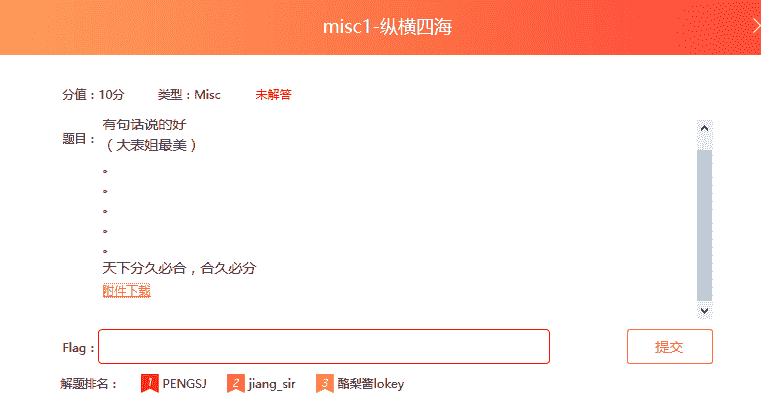 misc1-纵横四海
分值：10分 类型：Misc 未解答
题目：
有句话说的好
（大表姐最美）
。
。
。
。
。
天下分久必合，合久必分
附件下载
Flag：
提交
解题排名： 1 PENGSJ 2 jiang_sir 3 酪梨酱lokey